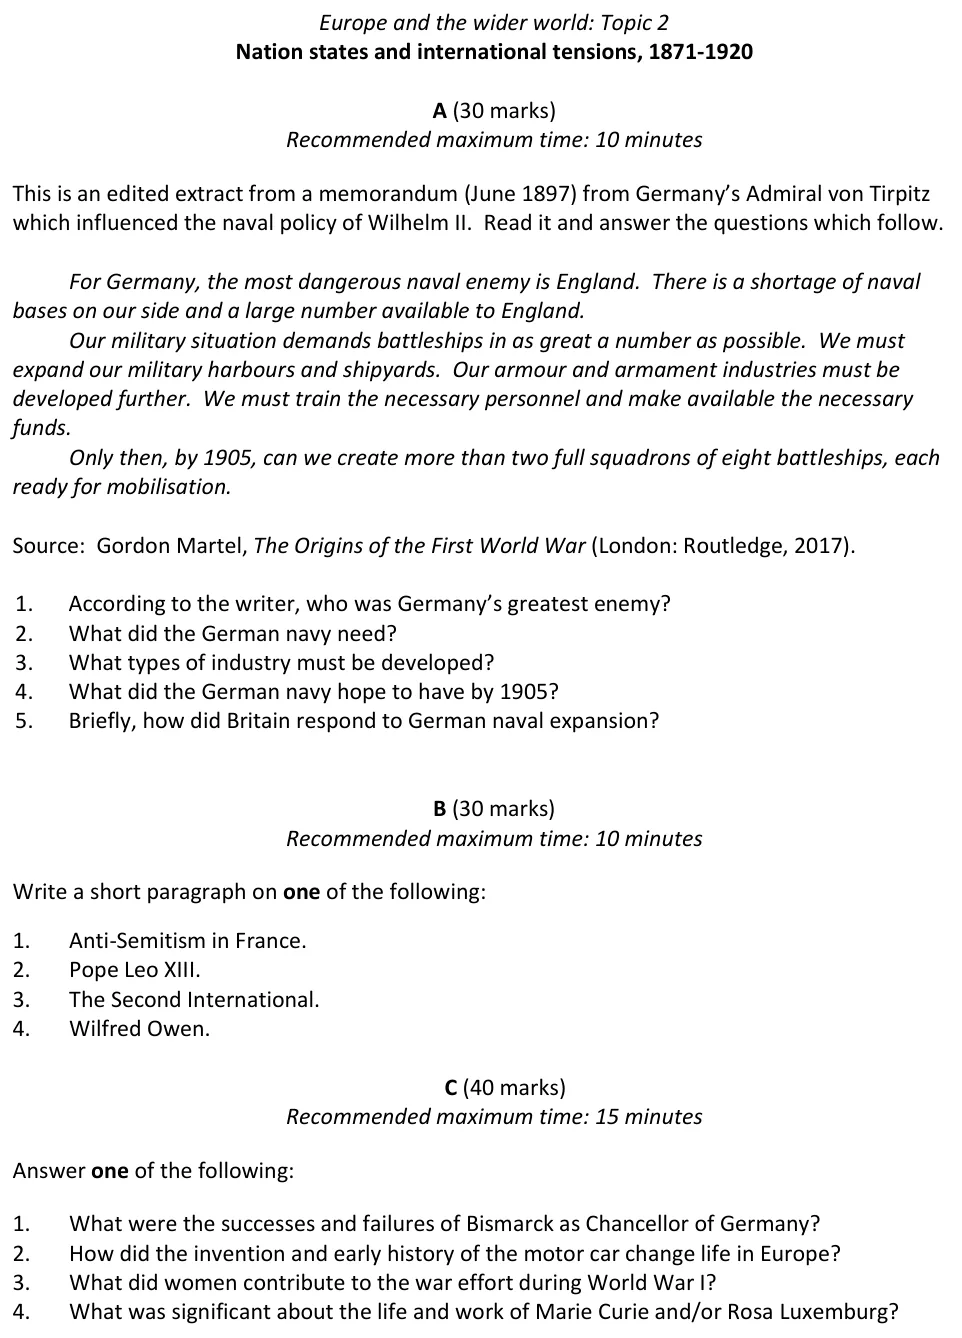 Europe and the wider world: Topic 2
Nation states and international tensions, 1871-1920
A (30 marks)
Recommended maximum time: 10 minutes
This is an edited extract from a memorandum (June 1897) from Germany’s Admiral von Tirpitz
which influenced the naval policy of Wilhelm II. Read it and answer the questions which follow.
For Germany, the most dangerous naval enemy is England. There is a shortage of naval
bases on our side and a large number available to England.
Our military situation demands battleships in as great a number as possible. We must
expand our military harbours and shipyards. Our armour and armament industries must be
developed further. We must train the necessary personnel and make available the necessary
funds.
Only then, by 1905, can we create more than two full squadrons of eight battleships, each
ready for mobilisation.
Source: Gordon Martel, The Origins of the First World War (London: Routledge, 2017).
1. According to the writer, who was Germany’s greatest enemy?
2. What did the German navy need?
3. What types of industry must be developed?
4. What did the German navy hope to have by 1905?
5. Briefly, how did Britain respond to German naval expansion?
B (30 marks)
Recommended maximum time: 10 minutes
Write a short paragraph on one of the following:
1. Anti-Semitism in France.
2. Pope Leo XIII.
3. The Second International.
4. Wilfred Owen.
C (40 marks)
Recommended maximum time: 15 minutes
Answer one of the following:
1. What were the successes and failures of Bismarck as Chancellor of Germany?
2. How did the invention and early history of the motor car change life in Europe?
3. What did women contribute to the war effort during World War I?
4. What was significant about the life and work of Marie Curie and/or Rosa Luxemburg?